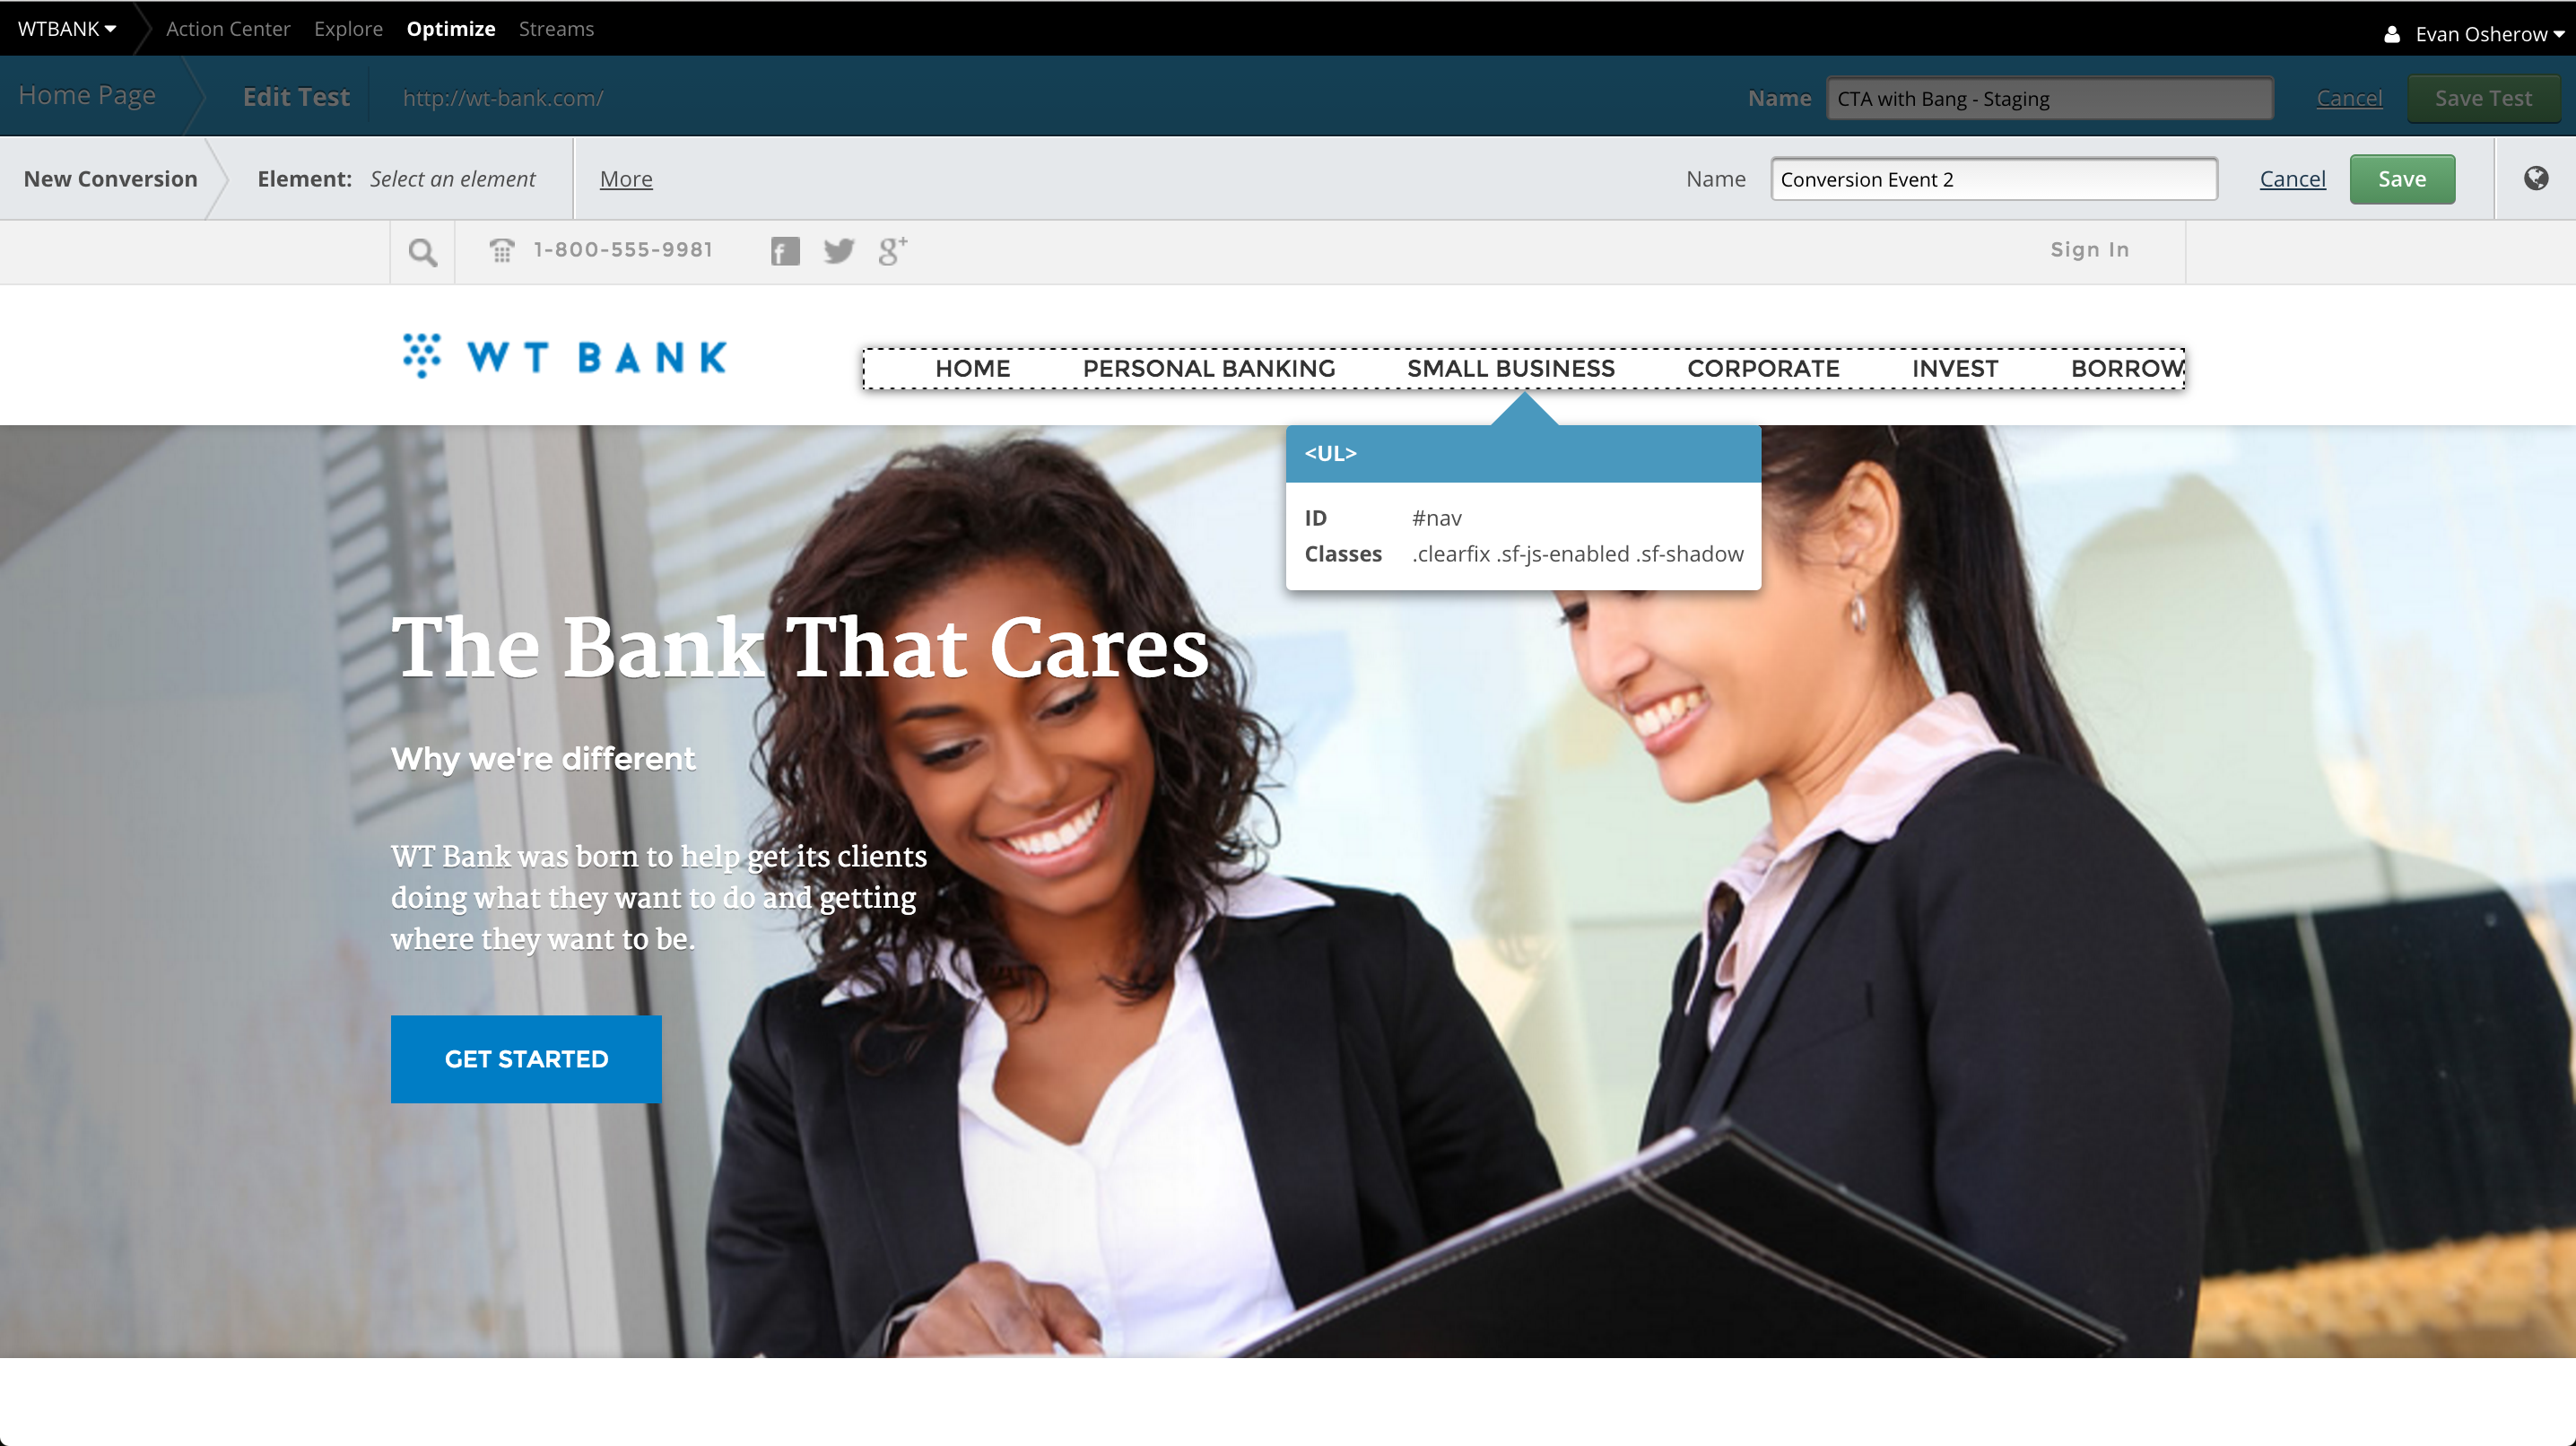 WTBANK Action Center Explore Optimize Streams Evan Osherow
Home Page Edit Test http://wt-bank.com/ Name CTA with Bang - Staging Cancel Save Test
New Conversion Element: Select an element More Name Conversion Event 2 Cancel Save
1-800-555-9981 f g+ Sign In
WT BANK HOME PERSONAL BANKING SMALL BUSINESS CORPORATE INVEST BORROW
<UL>
ID #nav
Classes .clearfix .sf-js-enabled .sf-shadow
The Bank That Cares
Why we're different
WT Bank was born to help get its clients
doing what they want to do and getting
where they want to be.
GET STARTED